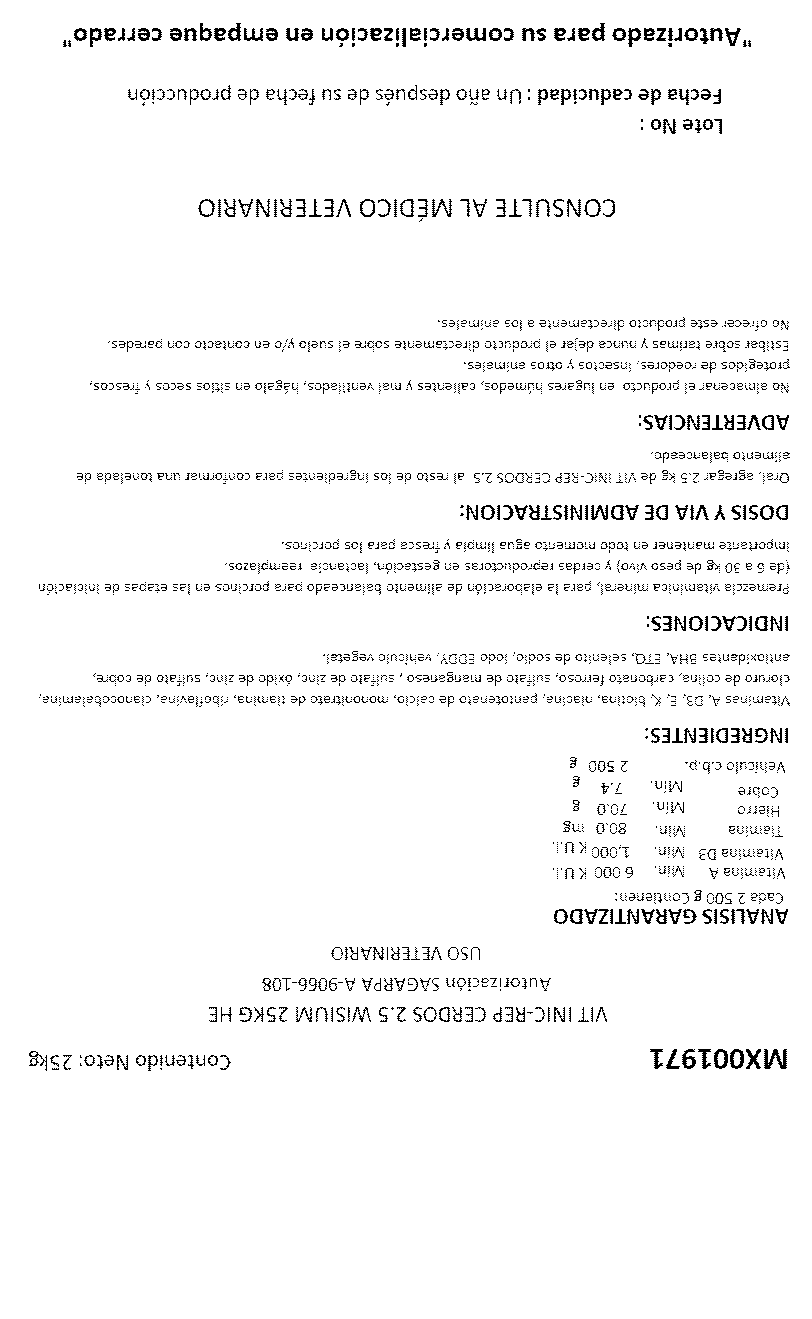 MX001971 Contenido Neto: 25kg
VIT INIC-REP CERDOS 2.5 WISIUM 25KG HE
Autorización SAGARPA A-9066-108
USO VETERINARIO
ANALISIS GARANTIZADO
Cada 2 500 g Contienen:
Vitamina A Min. 6 000 K U.I.
Vitamina D3 Min. 1,000 K U.I.
Tiamina Min. 80.0 mg
Hierro Min. 70.0 g
Cobre Min. 7.4 g
Vehiculo c.b.p. 2 500 g
INGREDIENTES:
Vitaminas A, D3, E, K, biotina, niacina, pantotenato de calcio, mononitrato de tiamina, riboflavina, cianocobalamina,
cloruro de colina, carbonato ferroso, sulfato de manganeso , sulfato de zinc, óxido de zinc, sulfato de cobre,
antioxidantes BHA, ETQ, selenito de sodio, Iodo EDDY, vehículo vegetal.
INDICACIONES:
Premezcla vitamínica mineral, para la elaboración de alimento balanceado para porcinos en las etapas de iniciación
(de 6 a 30 kg de peso vivo) y cerdas reproductoras en gestación, lactancia reemplazos.
Importante mantener en todo momento agua limpia y fresca para los porcinos.
DOSIS Y VIA DE ADMINISTRACION:
Oral, agregar 2.5 kg de VIT INIC-REP CERDOS 2.5 al resto de los ingredientes para conformar una tonelada de
alimento balanceado.
ADVERTENCIAS:
No almacenar el producto en lugares húmedos, calientes y mal ventilados, hágalo en sitios secos y frescos,
protegidos de roedores, insectos y otros animales.
Estibar sobre tarimas y nunca dejar el producto directamente sobre el suelo y/o en contacto con paredes.
No ofrecer este producto directamente a los animales.
CONSULTE AL MÉDICO VETERINARIO
Lote No :
Fecha de caducidad : Un año después de su fecha de producción
"Autorizado para su comercialización en empaque cerrado"